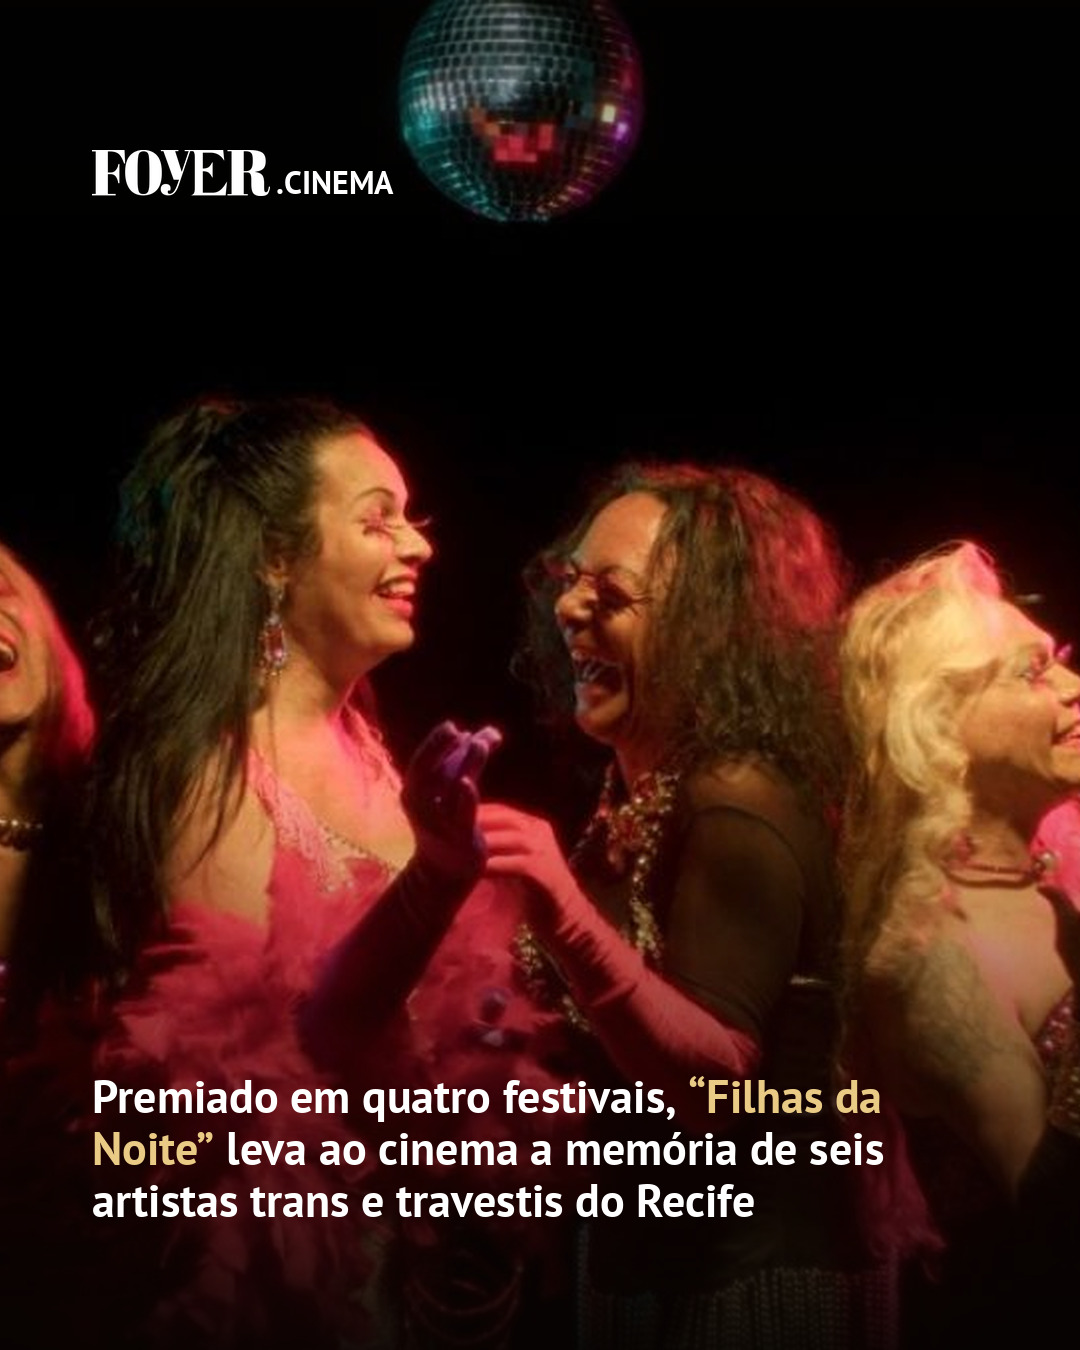 FOYER.CINEMA
Premiado em quatro festivais, “Filhas da
Noite” leva ao cinema a memória de seis
artistas trans e travestis do Recife